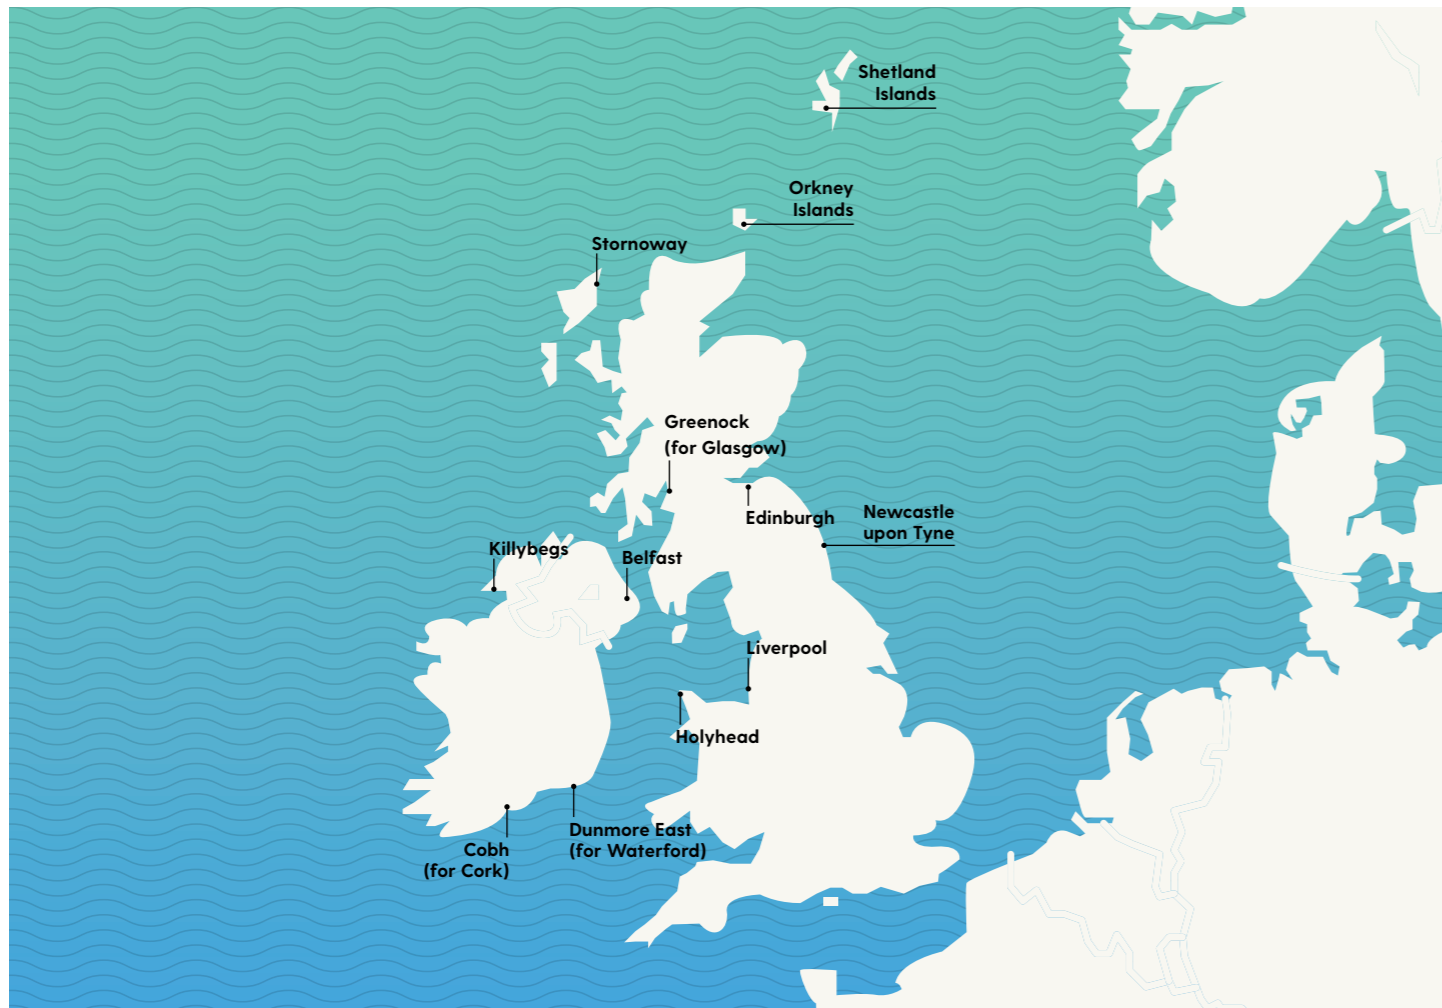 Shetland
Islands
Orkney
Islands
Stornoway
Greenock
(for Glasgow)
Edinburgh
Newcastle
upon Tyne
Killybegs
Belfast
Liverpool
Holyhead
Dunmore East
(for Waterford)
Cobh
(for Cork)